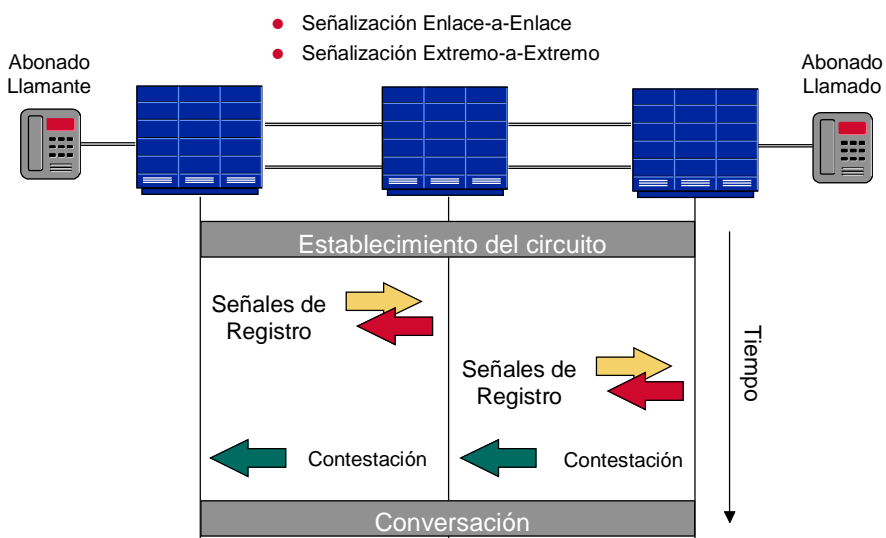 Señalización Enlace-a-Enlace
Señalización Extremo-a-Extremo
Abonado
Llamante
Abonado
Llamado
Establecimiento del circuito
Señales de
Registro
Señales de
Registro
Tiempo
Contestación
Contestación
Conversación